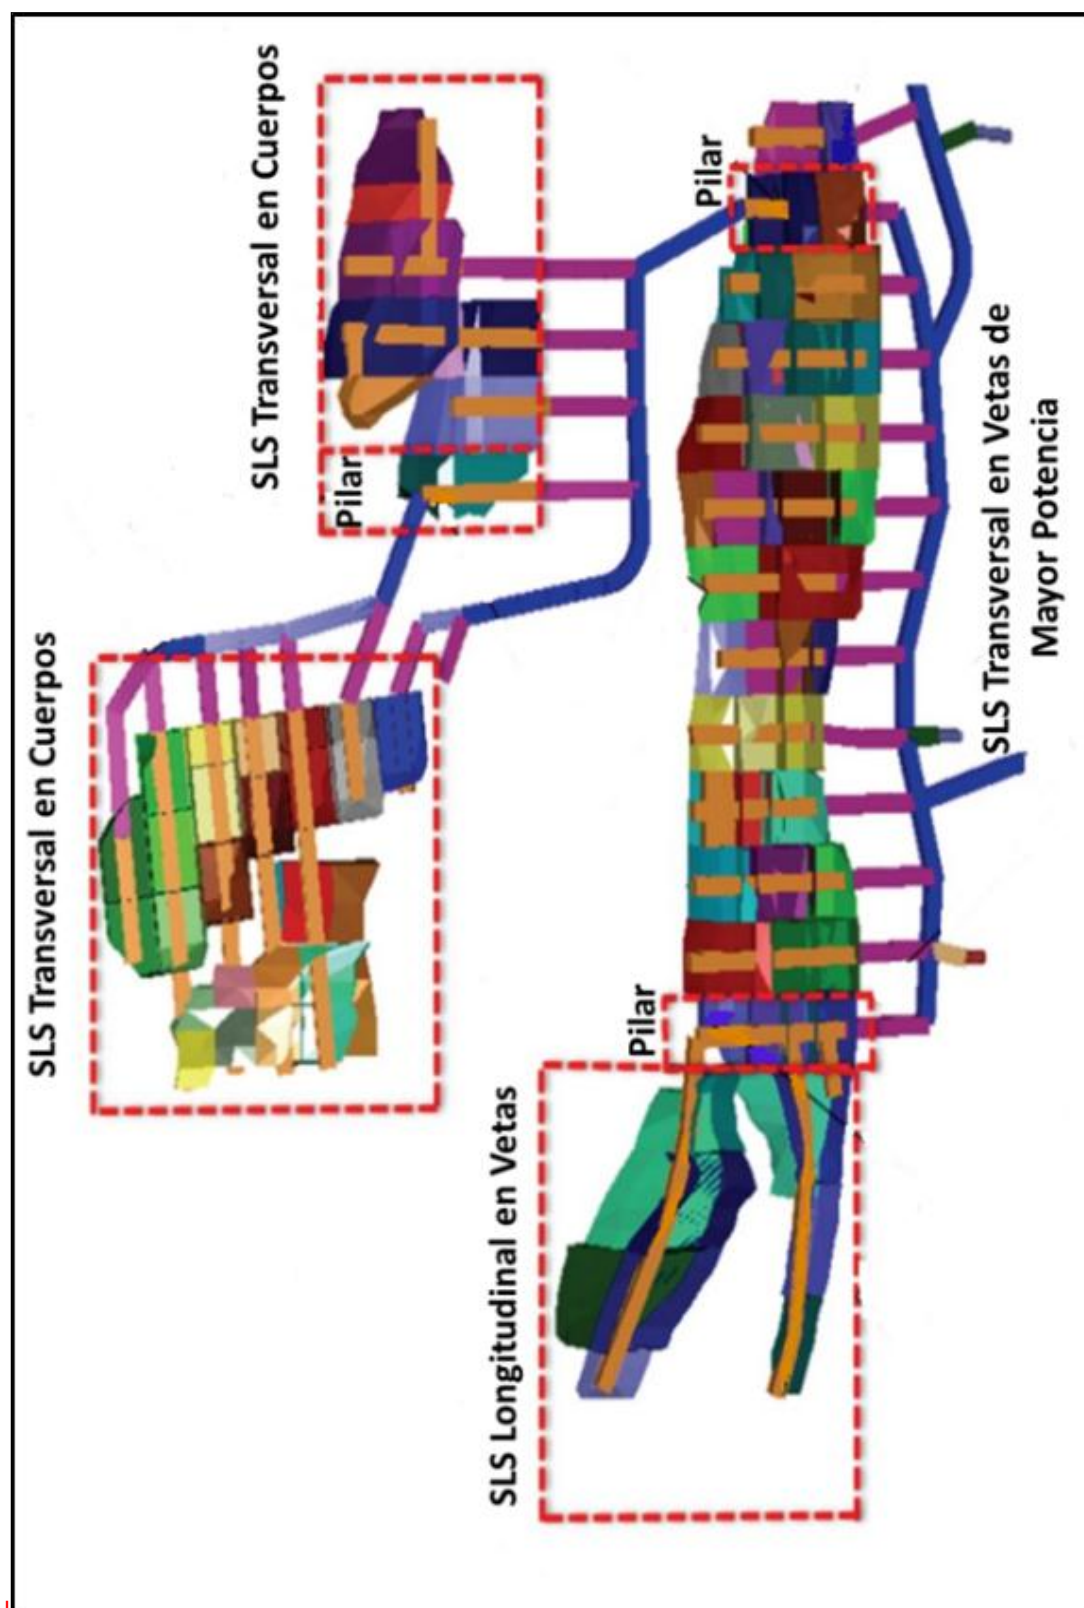 SLS Transversal en Cuerpos
SLS Transversal en Cuerpos
Pilar
SLS Longitudinal en Vetas
Pilar
Pilar
SLS Transversal en Vetas de
Mayor Potencia